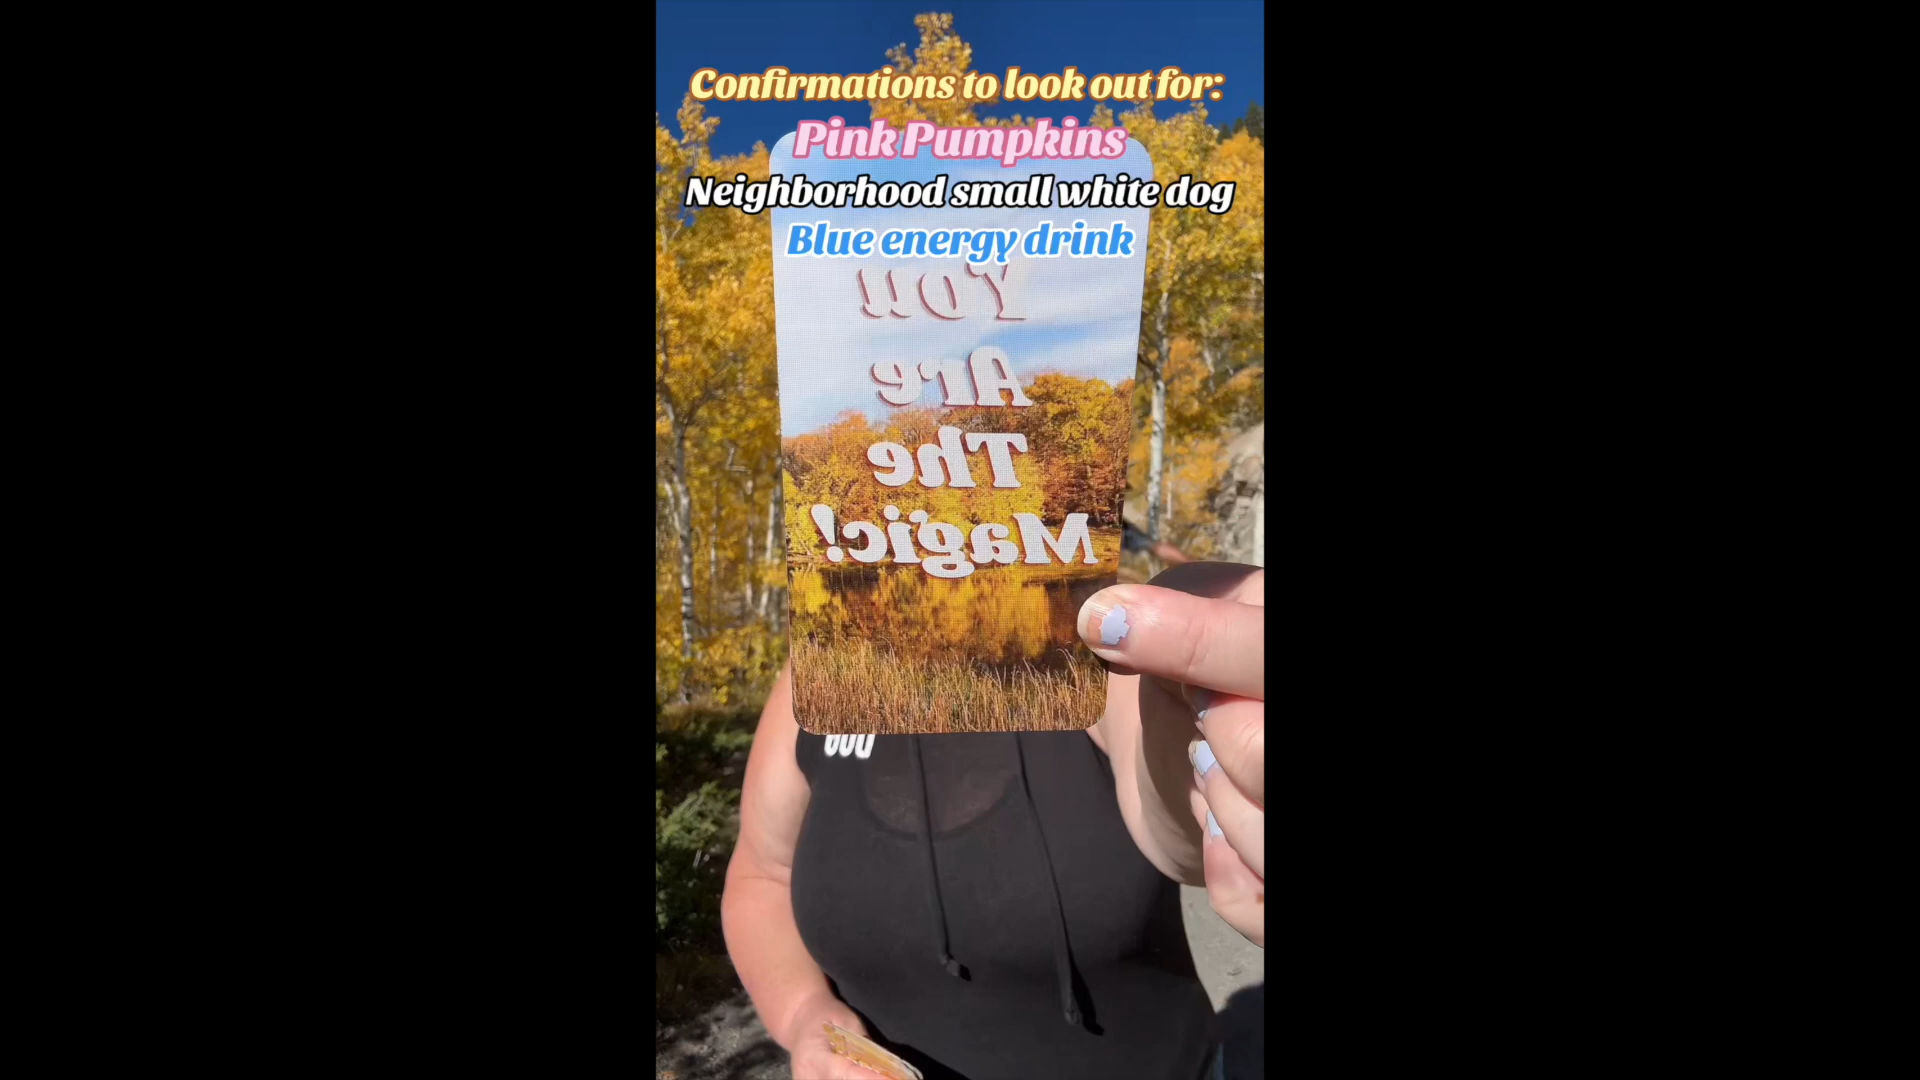 Confirmations to look out for:
Pink Pumpkins
Neighborhood small white dog
Blue energy drink
You
Are
The
Magic!